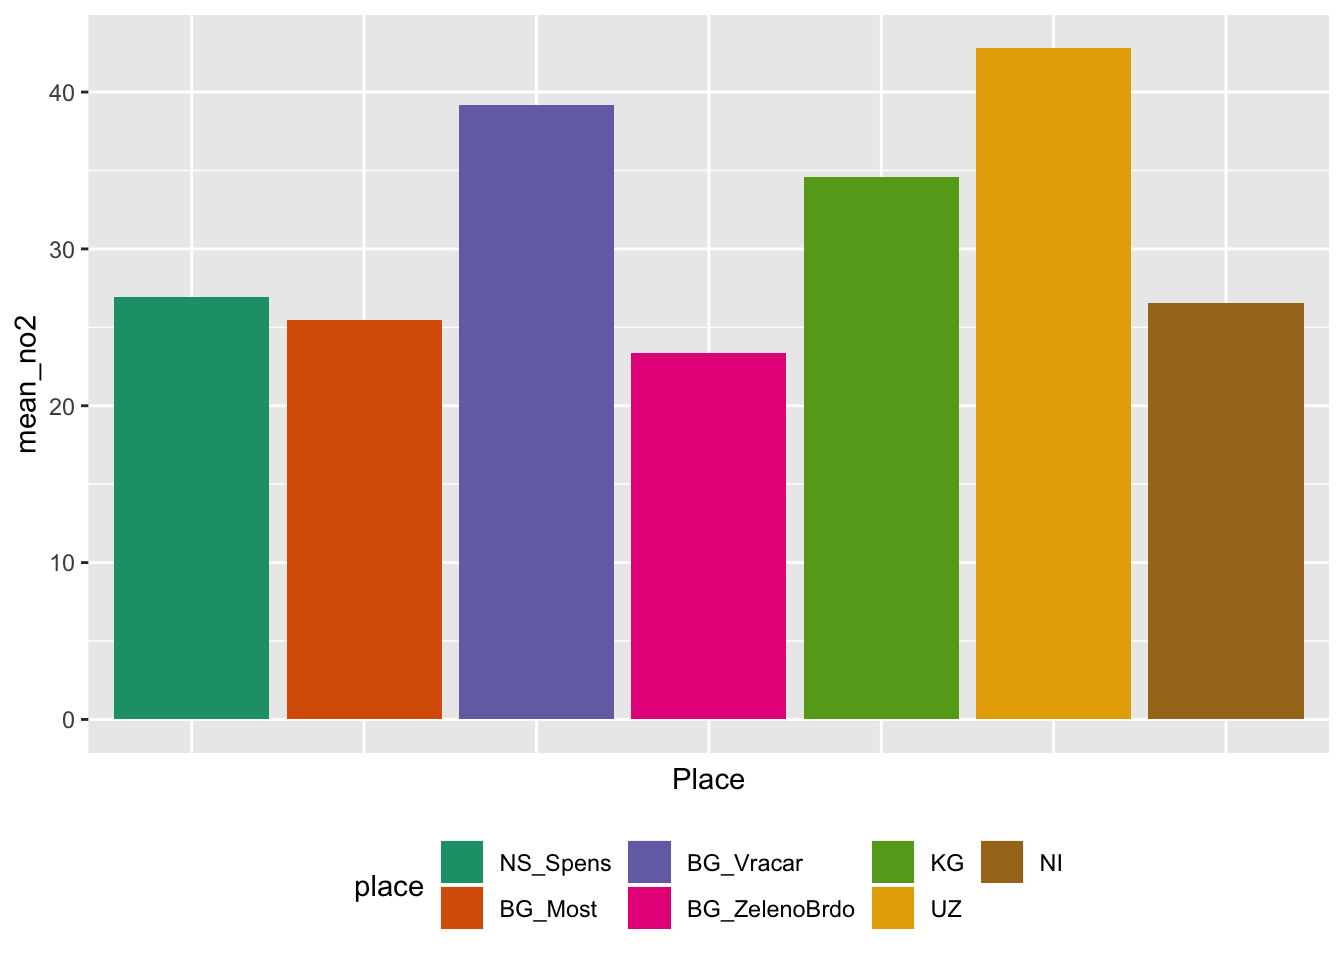 40
30
20
10
0
mean_no2
Place
place
NS_Spens
BG_Most
BG_Vracar
BG_ZelenoBrdo
KG
UZ
NI